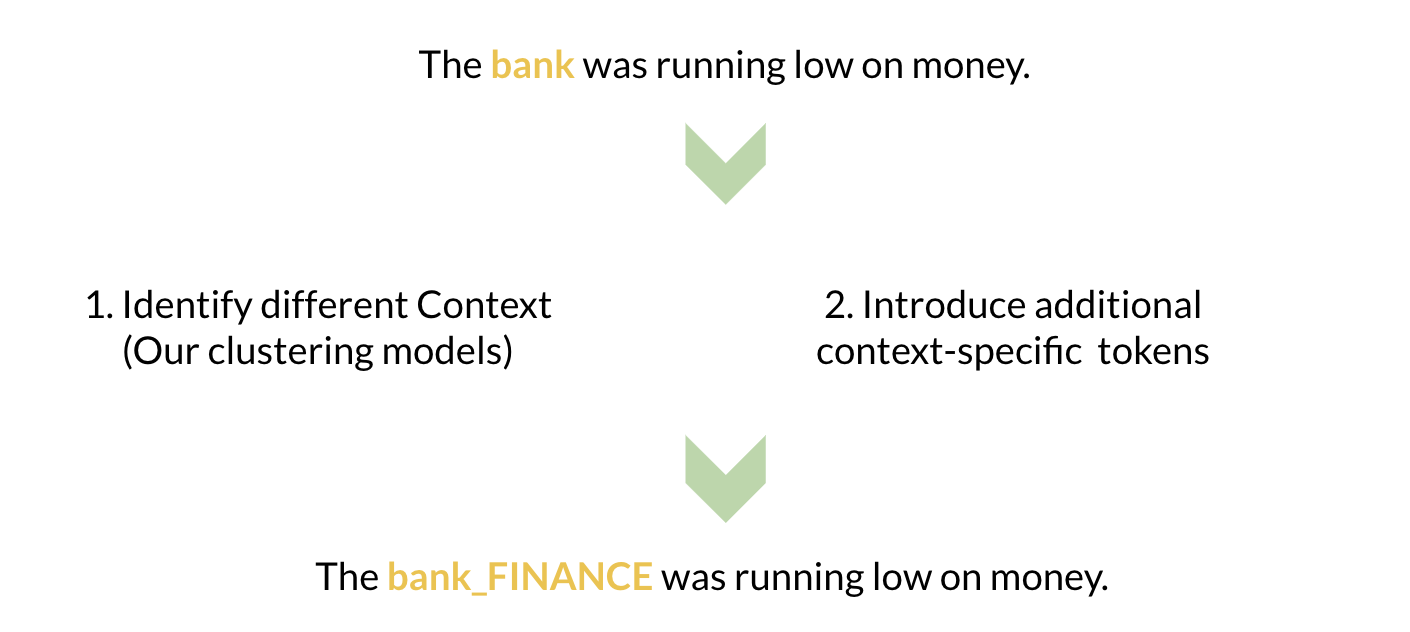 The bank was running low on money.
1. Identify different Context
(Our clustering models)
2. Introduce additional
context-specific tokens
The bank_FINANCE was running low on money.